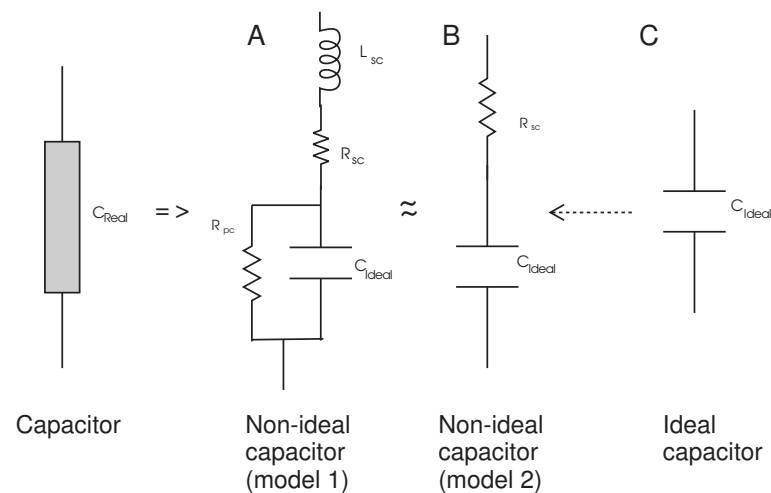 A
B
C
L sc
R sc
R sc
C Real
= >
R pc
≈
C Ideal
C Ideal
C Ideal
Capacitor
Non-ideal
capacitor
(model 1)
Non-ideal
capacitor
(model 2)
Ideal
capacitor